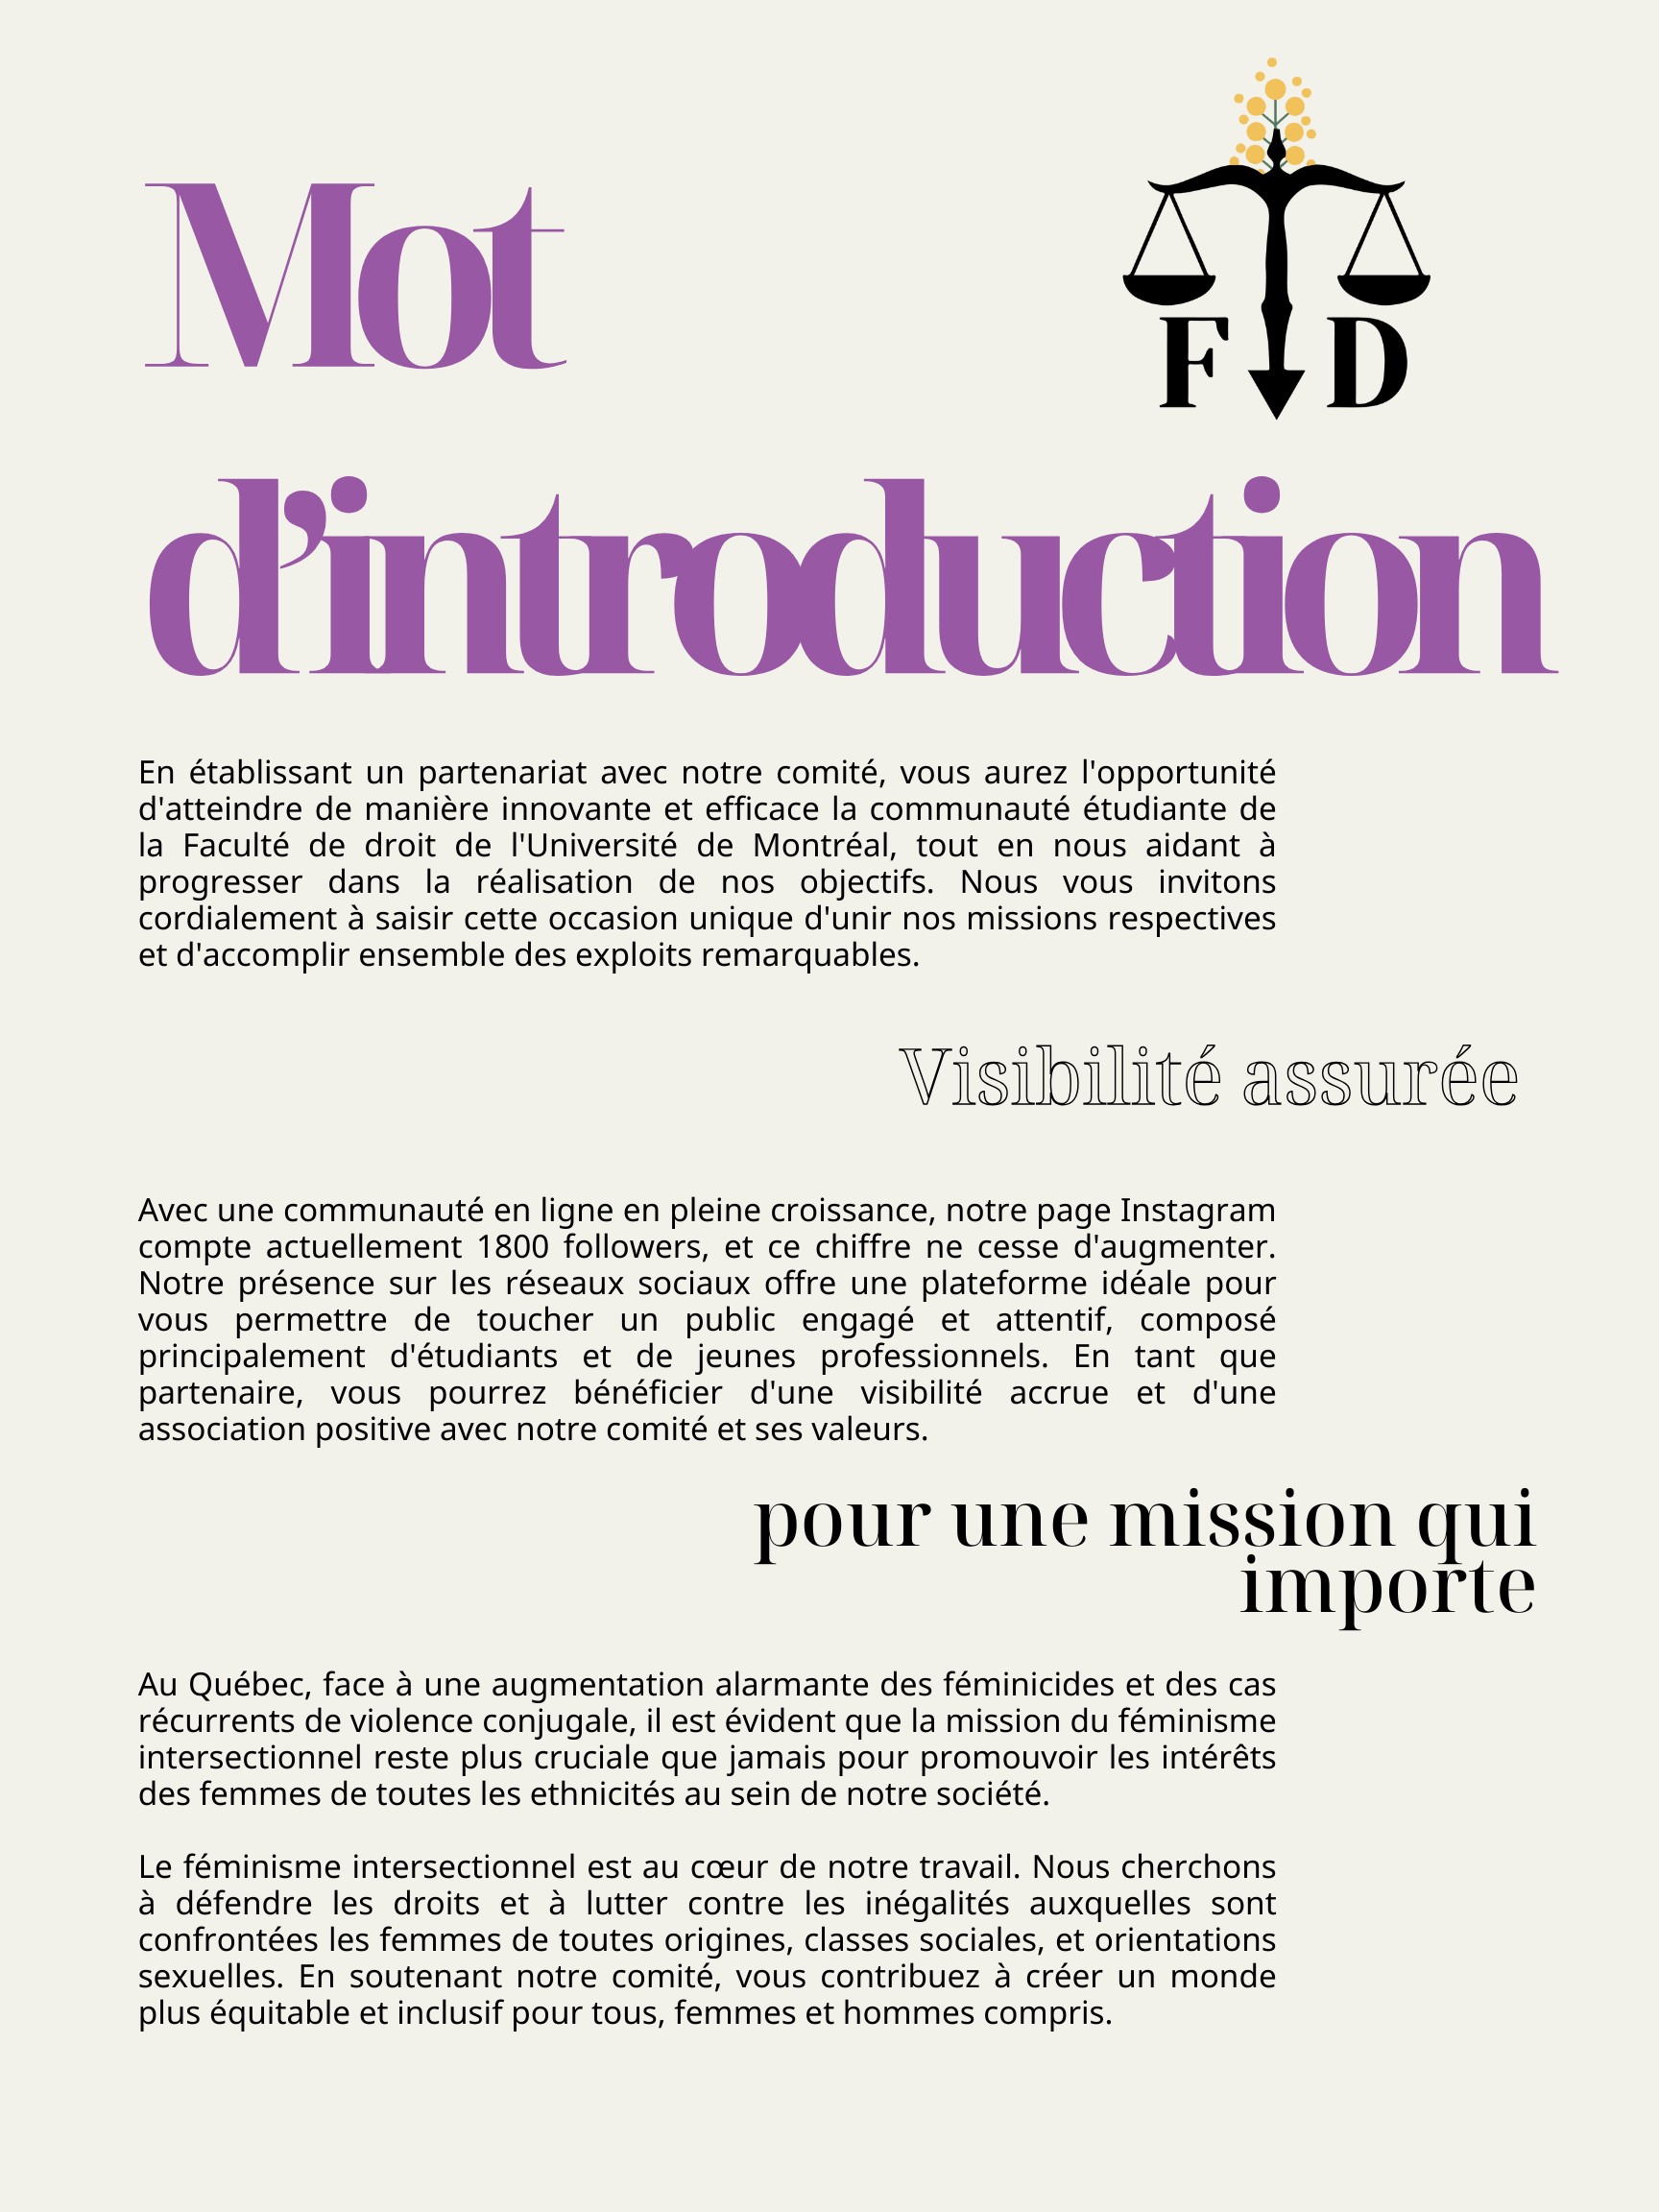 Mot
F D
d’introduction
En établissant un partenariat avec notre comité, vous aurez l'opportunité
d'atteindre de manière innovante et efficace la communauté étudiante de
la Faculté de droit de l'Université de Montréal, tout en nous aidant à
progresser dans la réalisation de nos objectifs. Nous vous invitons
cordialement à saisir cette occasion unique d'unir nos missions respectives
et d'accomplir ensemble des exploits remarquables.
Visibilité assurée
Avec une communauté en ligne en pleine croissance, notre page Instagram
compte actuellement 1800 followers, et ce chiffre ne cesse d'augmenter.
Notre présence sur les réseaux sociaux offre une plateforme idéale pour
vous permettre de toucher un public engagé et attentif, composé
principalement d'étudiants et de jeunes professionnels. En tant que
partenaire, vous pourrez bénéficier d'une visibilité accrue et d'une
association positive avec notre comité et ses valeurs.
pour une mission qui
importe
Au Québec, face à une augmentation alarmante des féminicides et des cas
récurrents de violence conjugale, il est évident que la mission du féminisme
intersectionnel reste plus cruciale que jamais pour promouvoir les intérêts
des femmes de toutes les ethnicités au sein de notre société.
Le féminisme intersectionnel est au cœur de notre travail. Nous cherchons
à défendre les droits et à lutter contre les inégalités auxquelles sont
confrontées les femmes de toutes origines, classes sociales, et orientations
sexuelles. En soutenant notre comité, vous contribuez à créer un monde
plus équitable et inclusif pour tous, femmes et hommes compris.